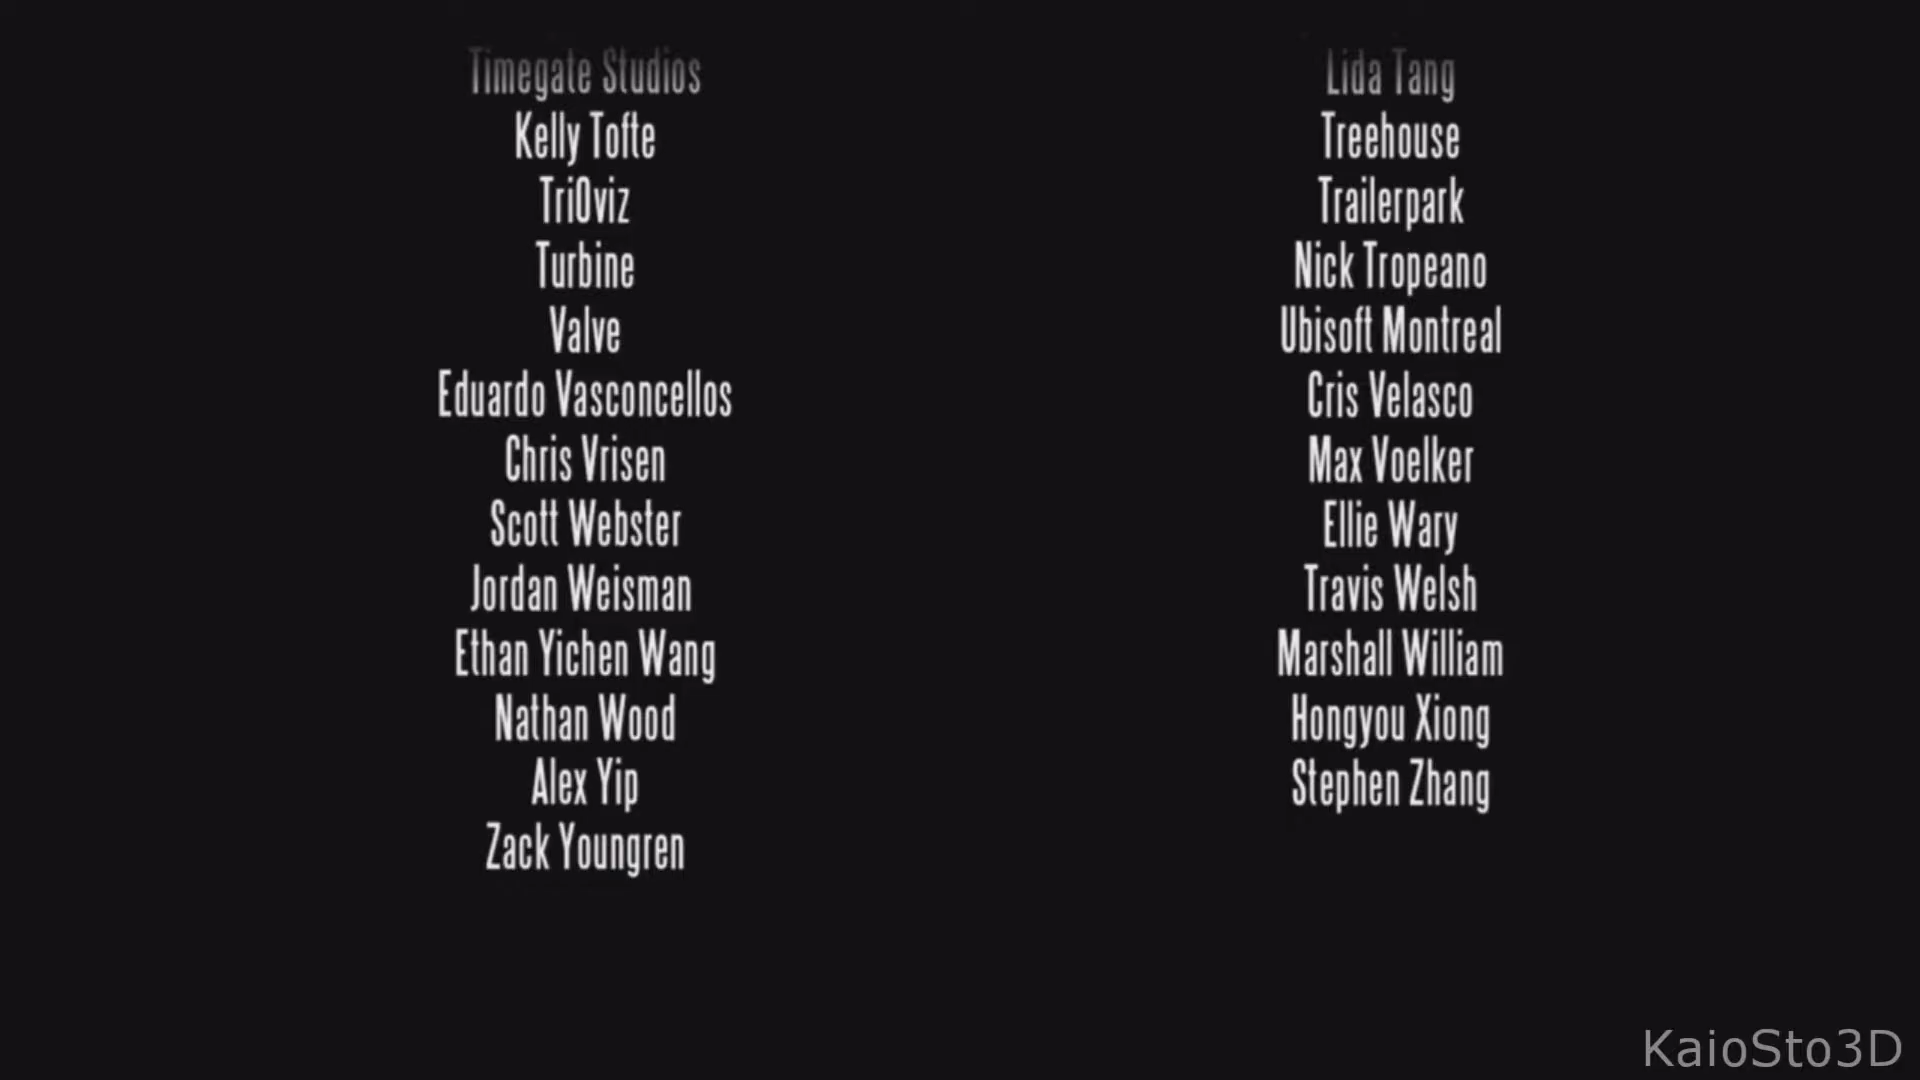 Timegate Studios
Kelly Tofte
TriOviz
Turbine
Valve
Eduardo Vasconcellos
Chris Vrisen
Scott Webster
Jordan Weisman
Ethan Yichen Wang
Nathan Wood
Alex Yip
Zack Youngren
Lida Tang
Treehouse
Trailerpark
Nick Tropeano
Ubisoft Montreal
Cris Velasco
Max Voelker
Ellie Wary
Travis Welsh
Marshall William
Hongyou Xiong
Stephen Zhang
KaioSto3D